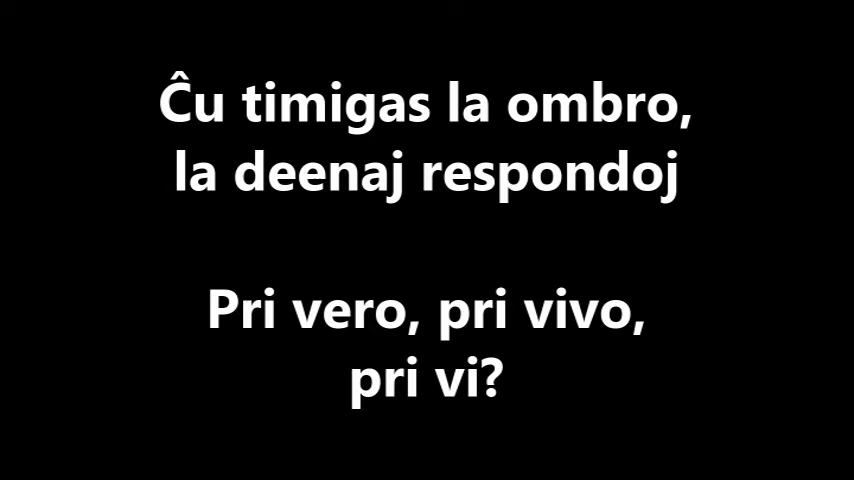 Ĉu timigas la ombro,
la deenaj respondoj
Pri vero, pri vivo,
pri vi?